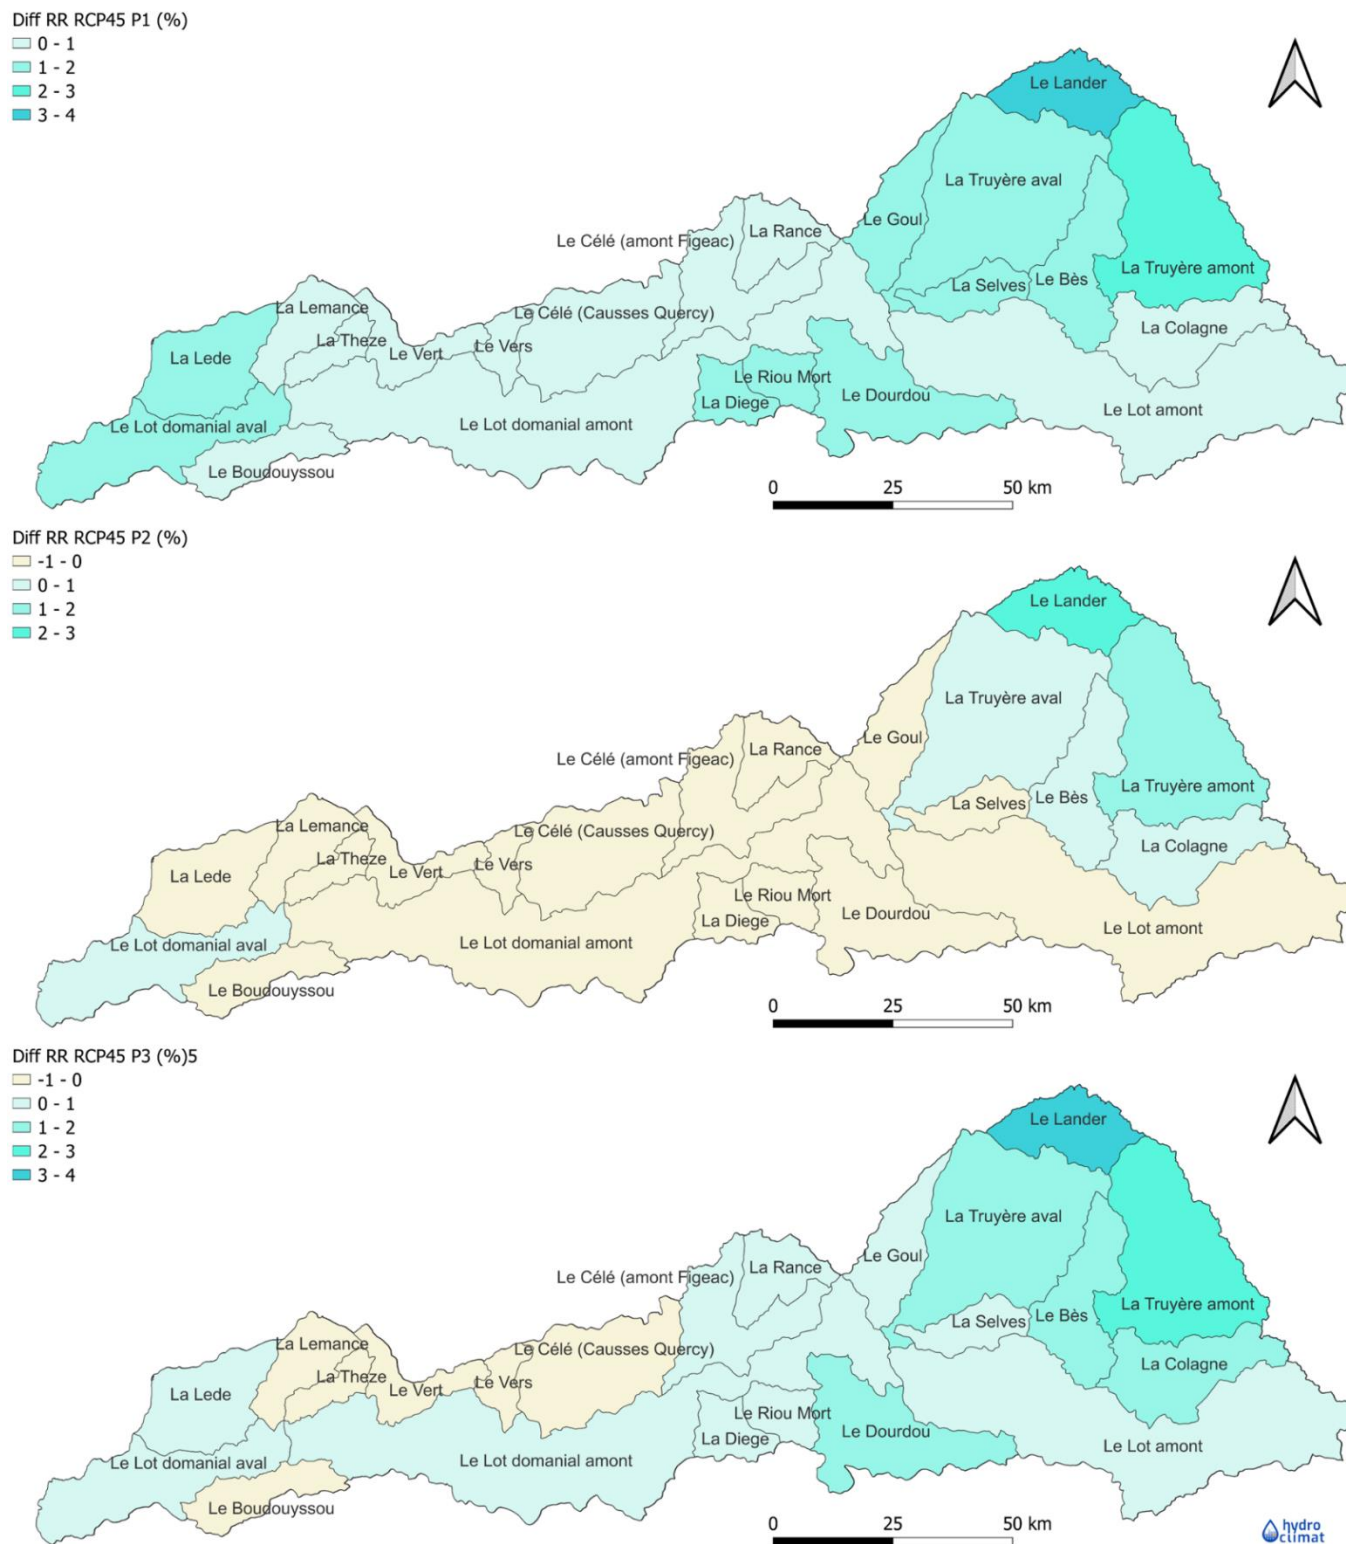 Diff RR RCP45 P1 (%)
0 - 1
1 - 2
2 - 3
3 - 4
Le Lander
La Truyère aval
Le Goul
La Rance
Le Célé (amont Figeac)
La Truyère amont
La Selves
Le Bès
La Lemance
Le Célé (Causses Quercy)
La Colagne
La Theze
Le Vers
Le Vert
La Lede
Le Riou Mort
La Diege
Le Dourdou
Le Lot amont
Le Lot domanial aval
Le Lot domanial amont
Le Boudouyssou
0 25 50 km
Diff RR RCP45 P2 (%)
-1 - 0
0 - 1
1 - 2
2 - 3
Le Lander
La Truyère aval
Le Goul
La Rance
Le Célé (amont Figeac)
La Truyère amont
La Selves
Le Bès
La Lemance
Le Célé (Causses Quercy)
La Colagne
La Theze
Le Vers
Le Vert
La Lede
Le Riou Mort
La Diege
Le Dourdou
Le Lot amont
Le Lot domanial aval
Le Lot domanial amont
Le Boudouyssou
0 25 50 km
Diff RR RCP45 P3 (%)5
-1 - 0
0 - 1
1 - 2
2 - 3
3 - 4
Le Lander
La Truyère aval
Le Goul
La Rance
Le Célé (amont Figeac)
La Truyère amont
La Selves
Le Bès
La Lemance
Le Célé (Causses Quercy)
La Colagne
La Theze
Le Vers
Le Vert
La Lede
Le Riou Mort
La Diege
Le Dourdou
Le Lot amont
Le Lot domanial aval
Le Lot domanial amont
Le Boudouyssou
0 25 50 km
hydro
climat